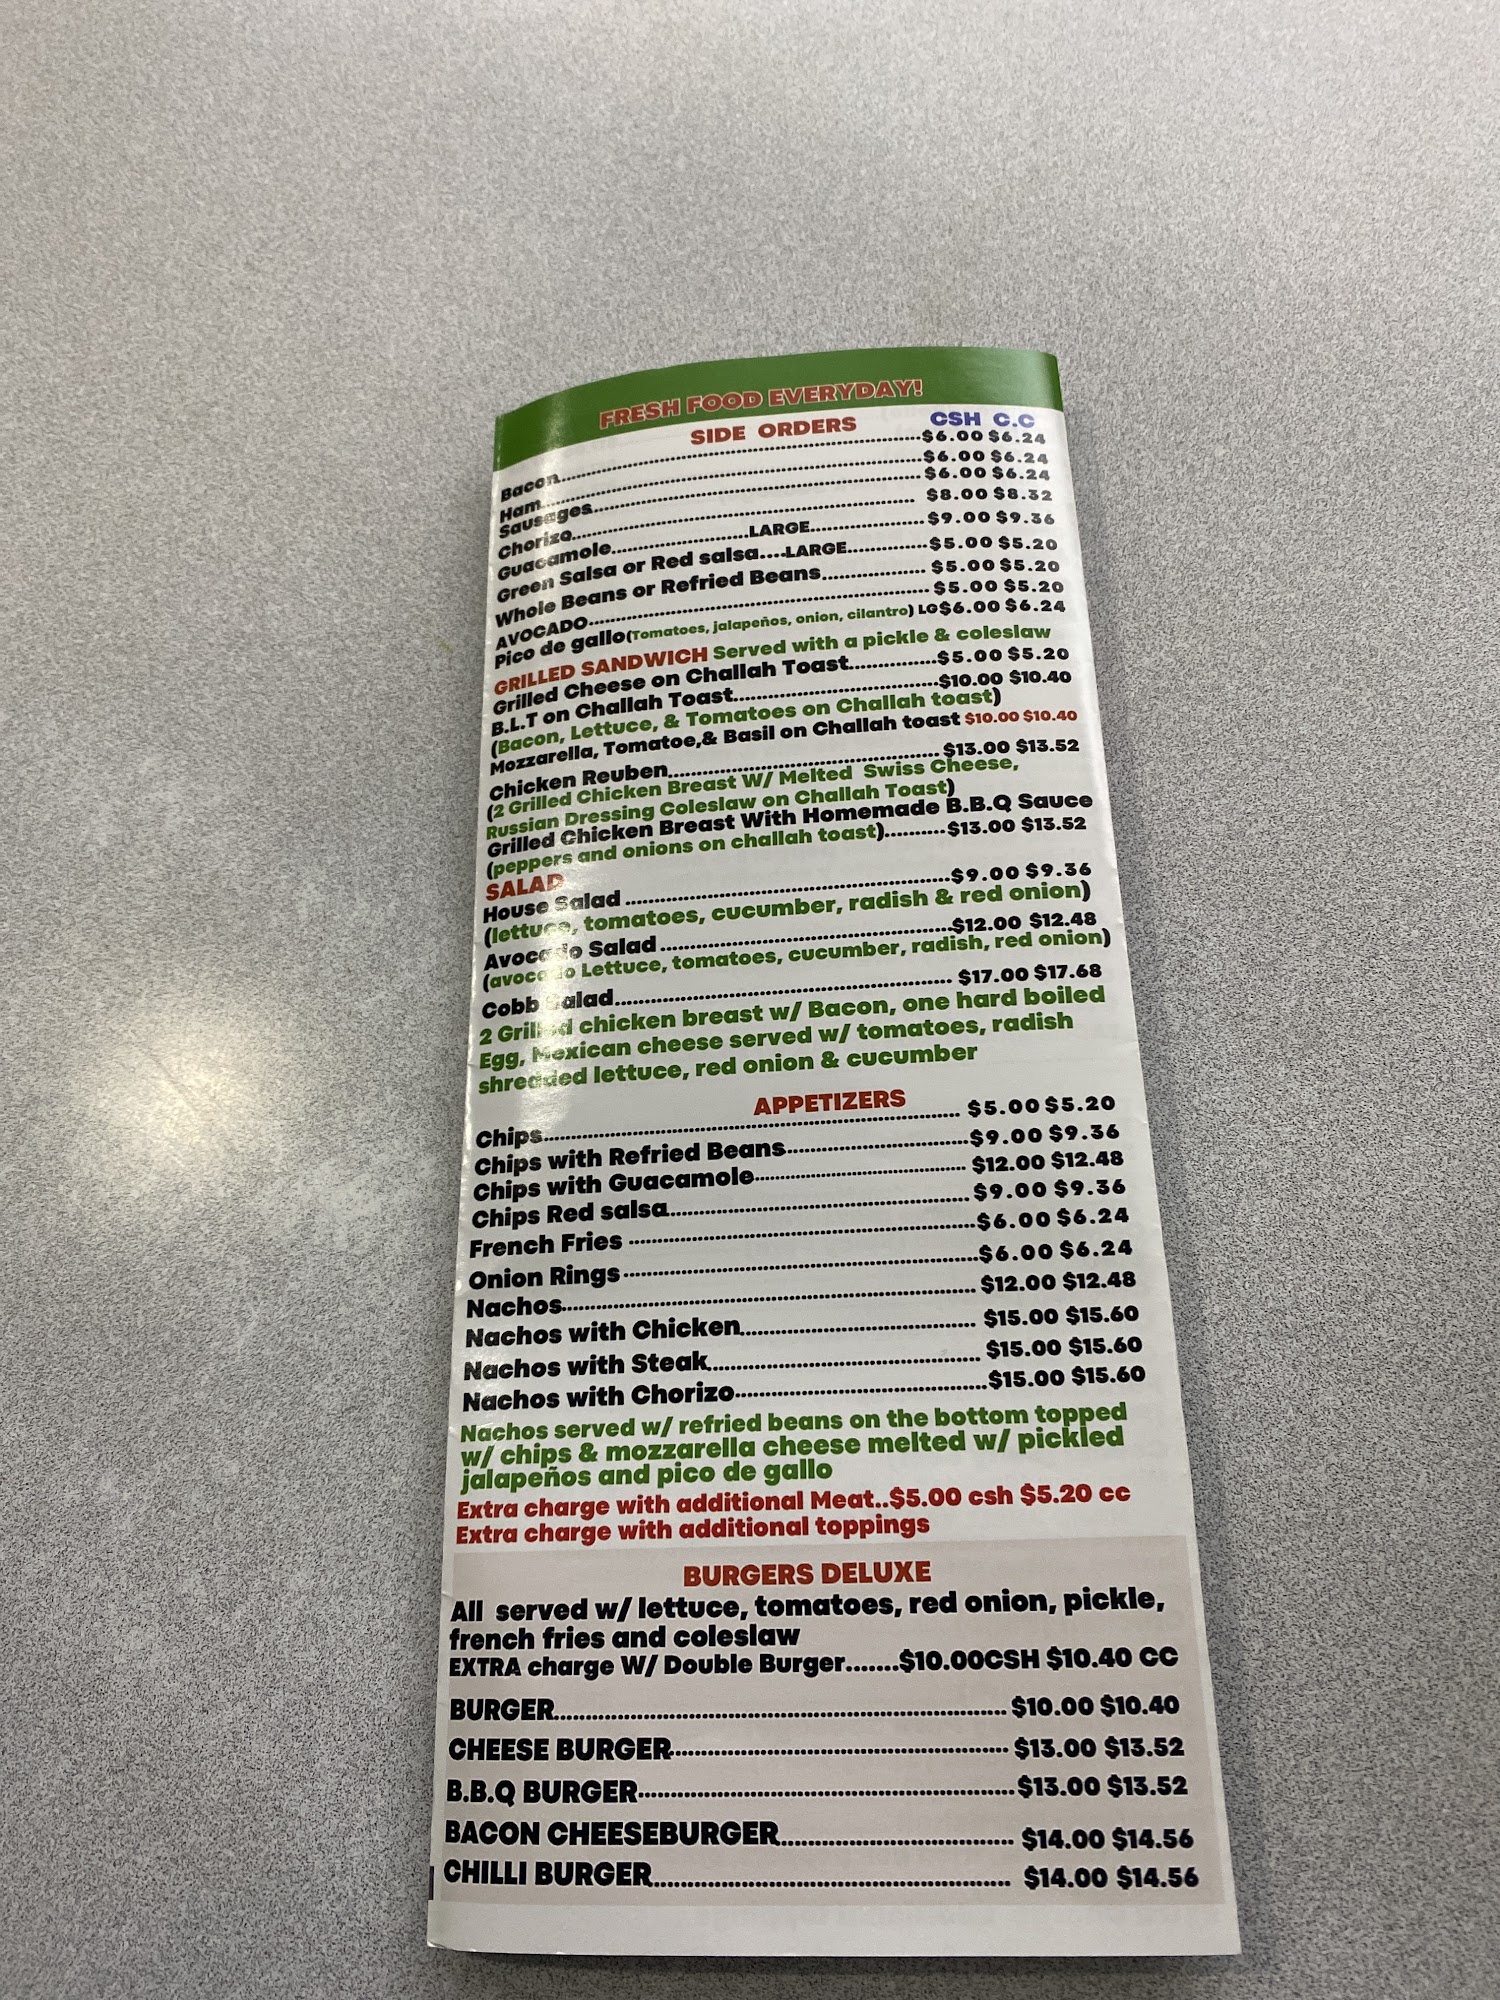 FRESH FOOD EVERYDAY!
SIDE ORDERS CSH C.C
Bacon $6.00 $6.24
Ham $6.00 $6.24
Sausages $6.00 $6.24
Chorizo $8.00 $8.32
Guacamole LARGE $9.00 $9.36
Green Salsa or Red salsa....LARGE $5.00 $5.20
Whole Beans or Refried Beans $5.00 $5.20
AVOCADO $5.00 $5.20
Pico de gallo(Tomatoes, jalapeños, onion, cilantro) LG $6.00 $6.24
GRILLED SANDWICH Served with a pickle & coleslaw
Grilled Cheese on Challah Toast $5.00 $5.20
B.L.T on Challah Toast $10.00 $10.40
(Bacon, Lettuce, & Tomatoes on Challah toast)
Mozzarella, Tomatoe,& Basil on Challah toast $10.00 $10.40
Chicken Reuben $13.00 $13.52
(2 Grilled Chicken Breast W/ Melted Swiss Cheese,
Russian Dressing Coleslaw on Challah Toast)
Grilled Chicken Breast With Homemade B.B.Q Sauce
(peppers and onions on challah toast) $13.00 $13.52
SALAD
House Salad $9.00 $9.36
(lettuce, tomatoes, cucumber, radish & red onion)
Avocado Salad $12.00 $12.48
(avocado Lettuce, tomatoes, cucumber, radish, red onion)
Cobb Salad $17.00 $17.68
2 Grilled chicken breast w/ Bacon, one hard boiled
Egg, Mexican cheese served w/ tomatoes, radish
shredded lettuce, red onion & cucumber
APPETIZERS
Chips $5.00 $5.20
Chips with Refried Beans $9.00 $9.36
Chips with Guacamole $12.00 $12.48
Chips Red salsa $9.00 $9.36
French Fries $6.00 $6.24
Onion Rings $6.00 $6.24
Nachos $12.00 $12.48
Nachos with Chicken $15.00 $15.60
Nachos with Steak $15.00 $15.60
Nachos with Chorizo $15.00 $15.60
Nachos served w/ refried beans on the bottom topped
w/ chips & mozzarella cheese melted w/ pickled
jalapeños and pico de gallo
Extra charge with additional Meat..$5.00 csh $5.20 cc
Extra charge with additional toppings
BURGERS DELUXE
All served w/ lettuce, tomatoes, red onion, pickle,
french fries and coleslaw
EXTRA charge W/ Double Burger.......$10.00CSH $10.40 CC
BURGER $10.00 $10.40
CHEESE BURGER $13.00 $13.52
B.B.Q BURGER $13.00 $13.52
BACON CHEESEBURGER $14.00 $14.56
CHILLI BURGER $14.00 $14.56